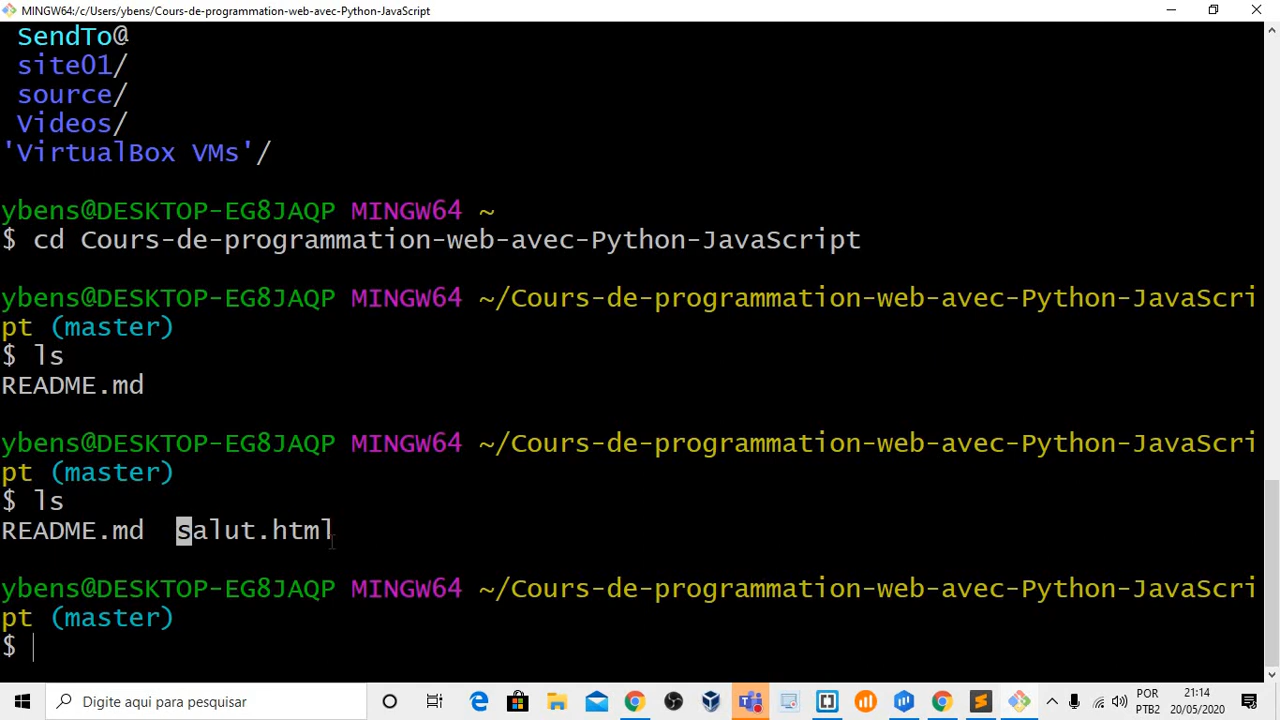 MINGW64:/c/Users/ybens/Cours-de-programmation-web-avec-Python-JavaScript
SendTo@
site01/
source/
Videos/
'VirtualBox VMs'/
ybens@DESKTOP-EG8JAQP MINGW64 ~
$ cd Cours-de-programmation-web-avec-Python-JavaScript
ybens@DESKTOP-EG8JAQP MINGW64 ~/Cours-de-programmation-web-avec-Python-JavaScri
pt (master)
$ ls
README.md
ybens@DESKTOP-EG8JAQP MINGW64 ~/Cours-de-programmation-web-avec-Python-JavaScri
pt (master)
$ ls
README.md  salut.html
ybens@DESKTOP-EG8JAQP MINGW64 ~/Cours-de-programmation-web-avec-Python-JavaScri
pt (master)
$
Digite aqui para pesquisar
POR
PTB2
21:14
20/05/2020